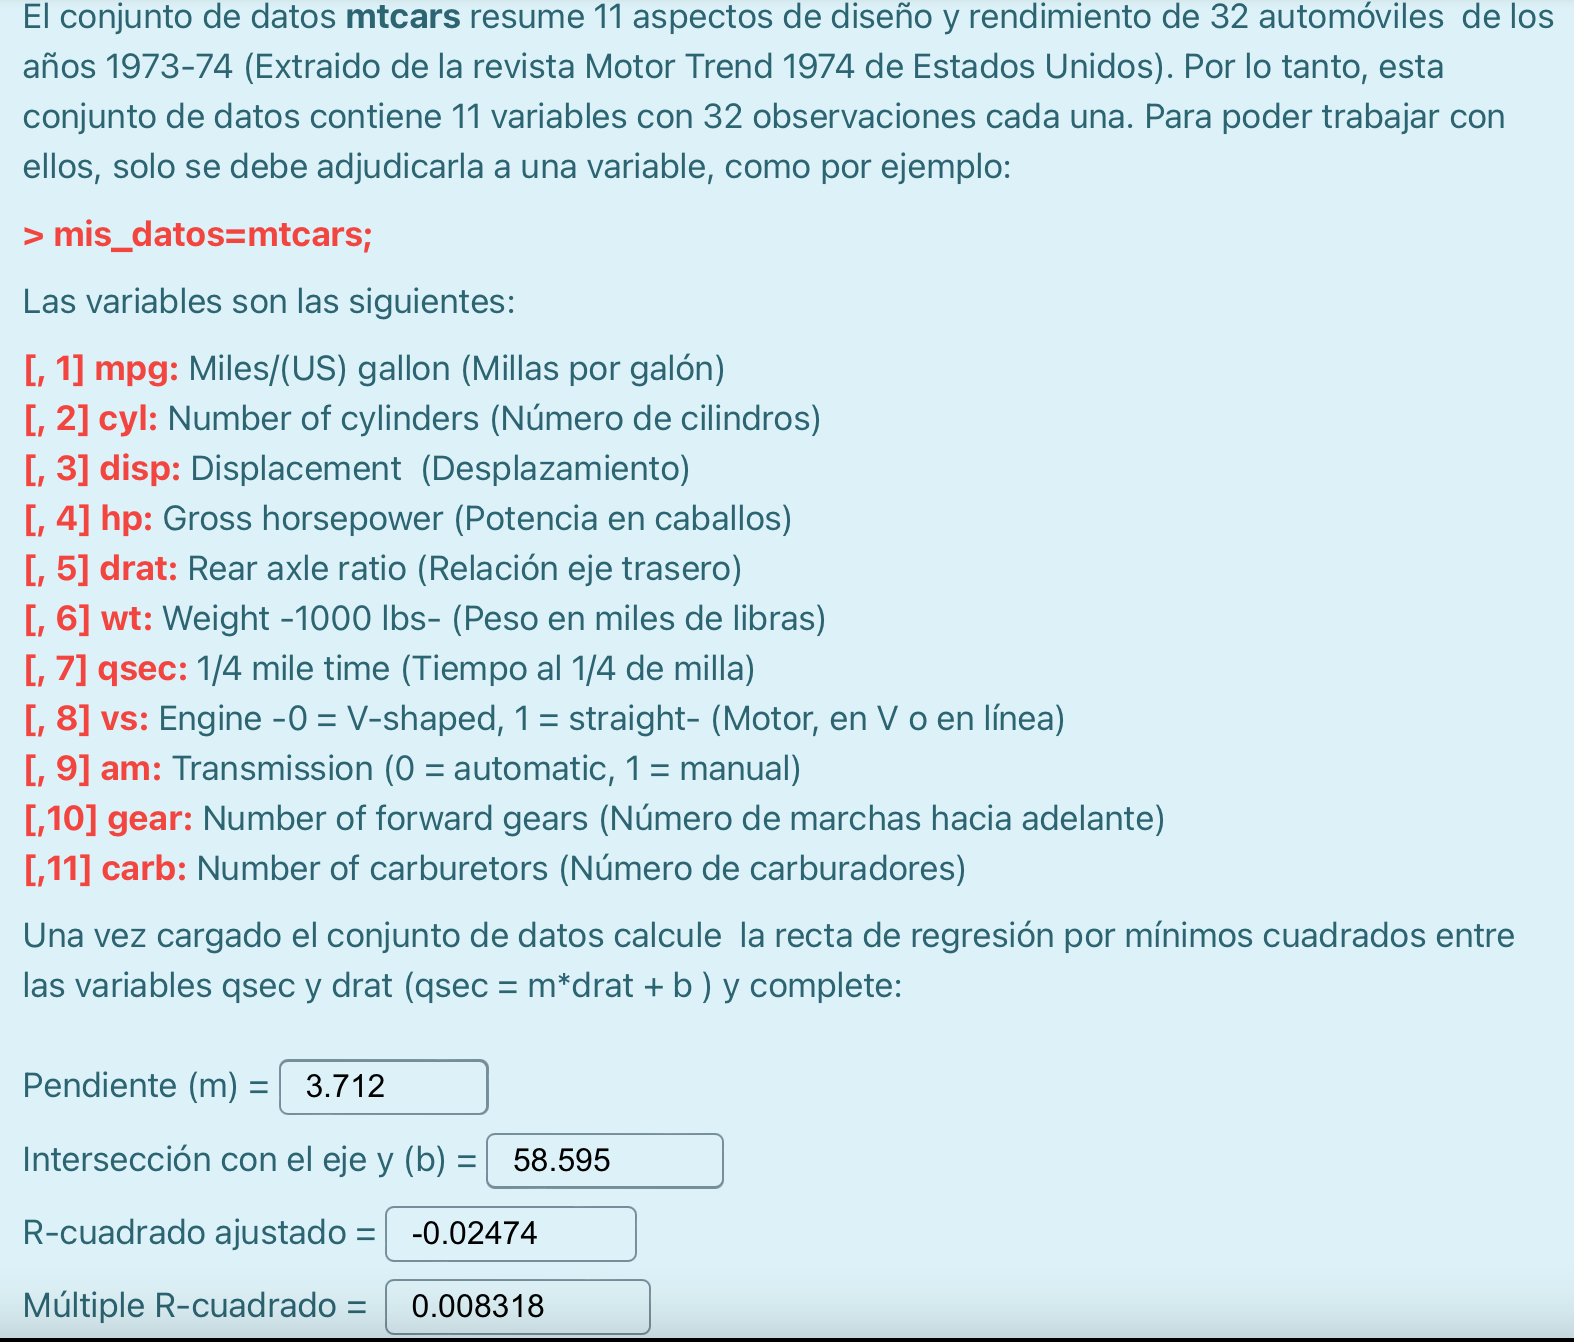 El conjunto de datos mtcars resume 11 aspectos de diseño y rendimiento de 32 automóviles de los
años 1973-74 (Extraido de la revista Motor Trend 1974 de Estados Unidos). Por lo tanto, esta
conjunto de datos contiene 11 variables con 32 observaciones cada una. Para poder trabajar con
ellos, solo se debe adjudicarla a una variable, como por ejemplo:
> mis_datos=mtcars;
Las variables son las siguientes:
[, 1] mpg: Miles/(US) gallon (Millas por galón)
[, 2] cyl: Number of cylinders (Número de cilindros)
[, 3] disp: Displacement (Desplazamiento)
[, 4] hp: Gross horsepower (Potencia en caballos)
[, 5] drat: Rear axle ratio (Relación eje trasero)
[, 6] wt: Weight -1000 lbs- (Peso en miles de libras)
[, 7] qsec: 1/4 mile time (Tiempo al 1/4 de milla)
[, 8] vs: Engine -0 = V-shaped, 1 = straight- (Motor, en V o en línea)
[, 9] am: Transmission (0 = automatic, 1 = manual)
[,10] gear: Number of forward gears (Número de marchas hacia adelante)
[,11] carb: Number of carburetors (Número de carburadores)
Una vez cargado el conjunto de datos calcule la recta de regresión por mínimos cuadrados entre
las variables qsec y drat (qsec = m*drat + b ) y complete:
Pendiente (m) = 3.712
Intersección con el eje y (b) = 58.595
R-cuadrado ajustado = -0.02474
Múltiple R-cuadrado = 0.008318